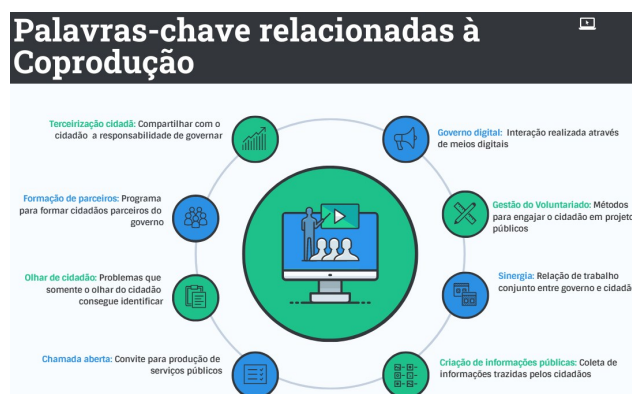 Palavras-chave relacionadas à
Coprodução
Terceirização cidadã: Compartilhar com o
cidadão a responsabilidade de governar
Governo digital: Interação realizada através
de meios digitais
Formação de parceiros: Programa
para formar cidadãos parceiros do
governo
Gestão do Voluntariado: Métodos
para engajar o cidadão em projeto
públicos
Olhar de cidadão: Problemas que
somente o olhar do cidadão
consegue identificar
Sinergia: Relação de trabalho
conjunto entre governo e cidadã
Chamada aberta: Convite para produção de
serviços públicos
Criação de informações públicas: Coleta de
informações trazidas pelos cidadãos